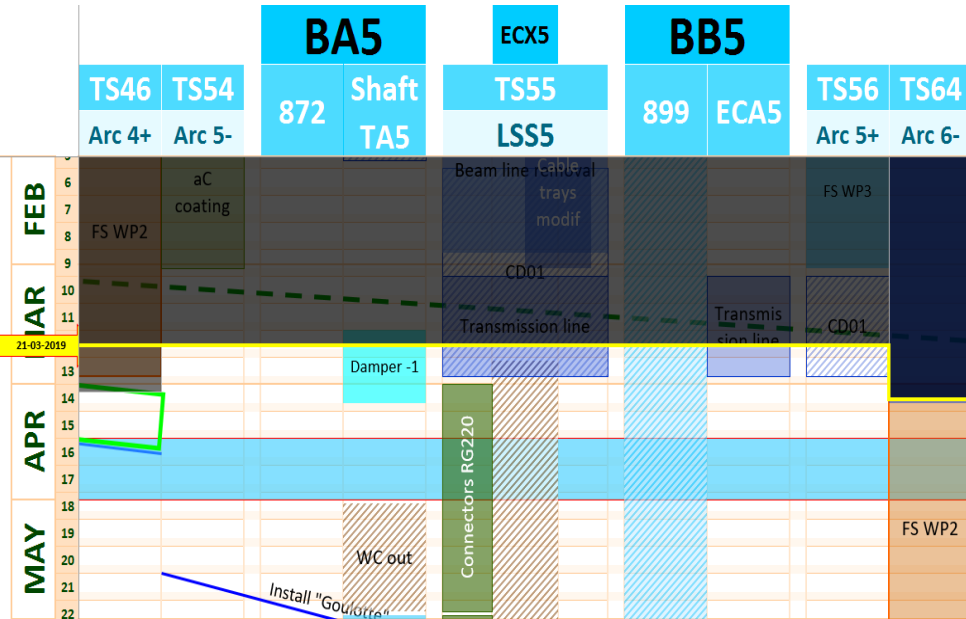 BA5
ECX5
BB5
TS46
TS54
872
Shaft
TA5
TS55
899
ECA5
TS56
TS64
Arc 4+
Arc 5-
LSS5
Arc 5+
Arc 6-
FEB
6
7
8
9
aC
coating
FS WP2
Beam line removal
Cable
trays
modif
CD01
FS WP3
10
11
Transmission line
Transmis
sion line
CD01
21-03-2019
Damper -1
13
APR
14
15
16
17
Connectors RG220
MAY
18
19
20
21
22
WC out
FS WP2
Install "Goulotte"